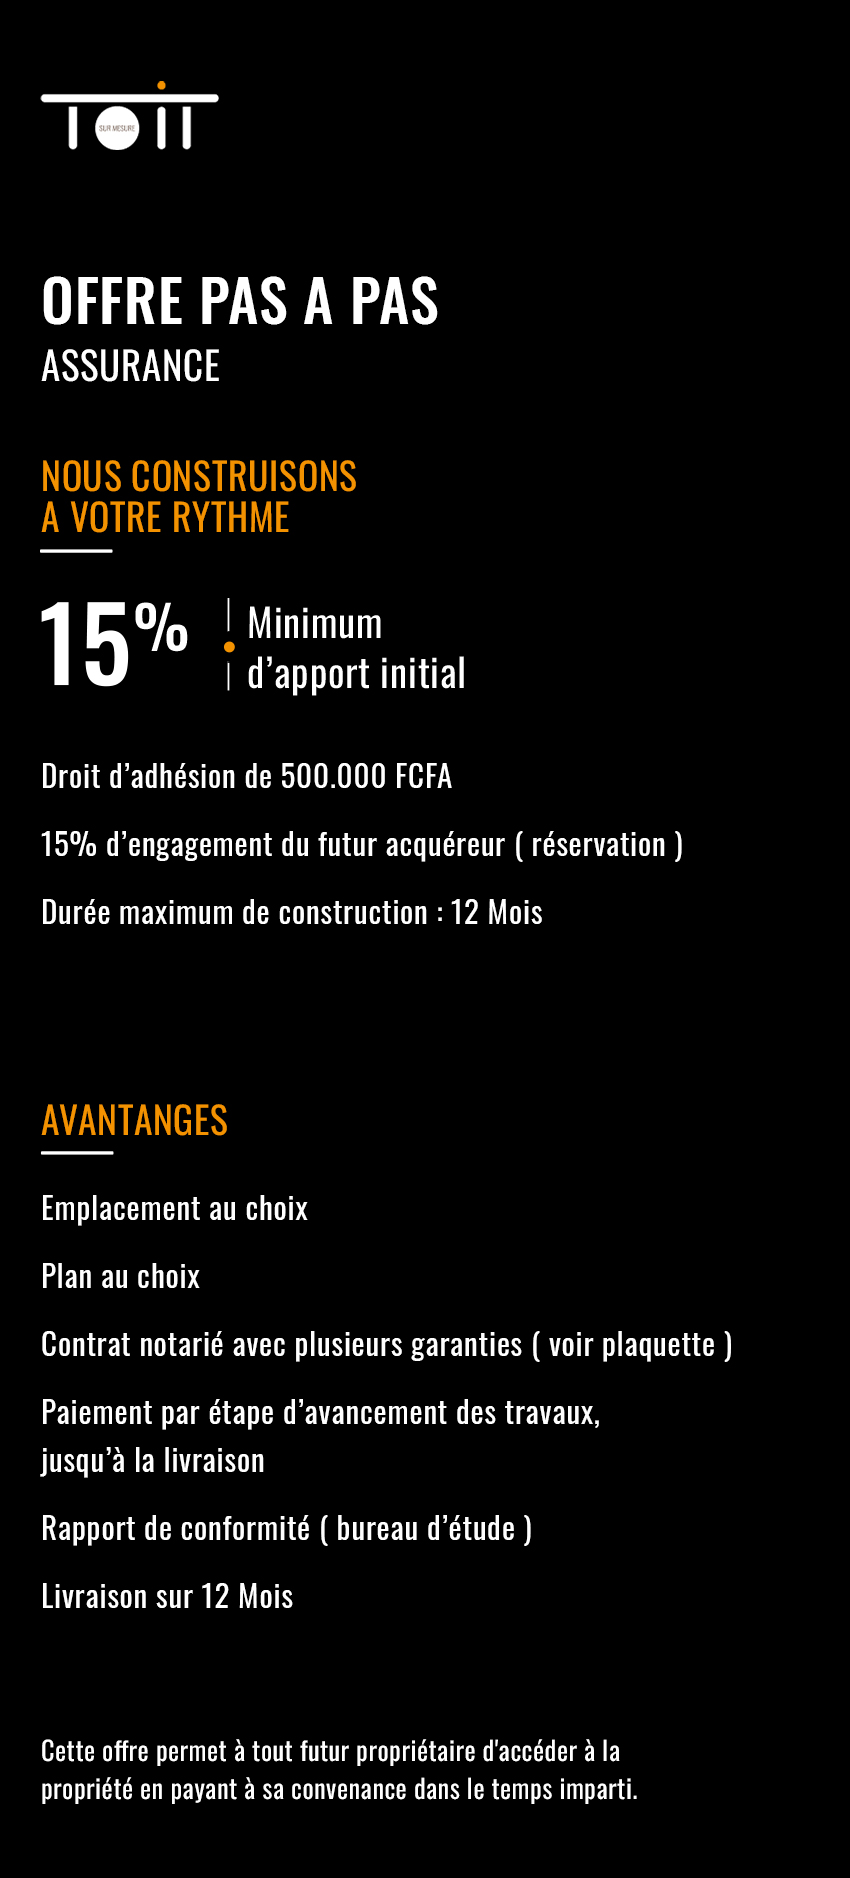 TOIT
SUR MESURE
OFFRE PAS A PAS
ASSURANCE
NOUS CONSTRUISONS
A VOTRE RYTHME
15%
Minimum
d’apport initial
Droit d’adhésion de 500.000 FCFA
15% d’engagement du futur acquéreur ( réservation )
Durée maximum de construction : 12 Mois
AVANTANGES
Emplacement au choix
Plan au choix
Contrat notarié avec plusieurs garanties ( voir plaquette )
Paiement par étape d’avancement des travaux,
jusqu’à la livraison
Rapport de conformité ( bureau d’étude )
Livraison sur 12 Mois
Cette offre permet à tout futur propriétaire d'accéder à la
propriété en payant à sa convenance dans le temps imparti.